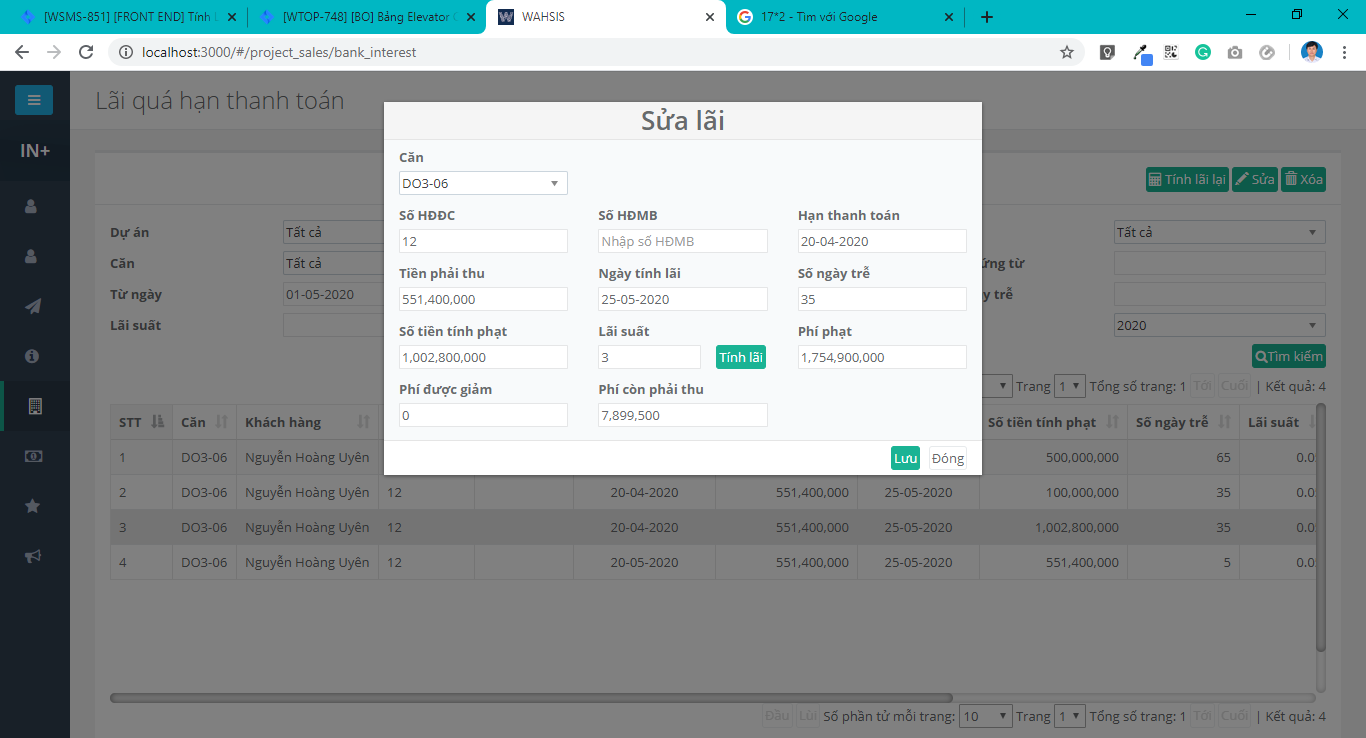 [WSMS-851] [FRONT END] Tính L
[WTOP-748] [BO] Bảng Elevator
WAHSIS
17*2 - Tìm với Google
localhost:3000/#/project_sales/bank_interest
Lãi quá hạn thanh toán
IN+
Sửa lãi
Căn
DO3-06
Số HĐĐC Số HĐMB Hạn thanh toán
12 Nhập số HĐMB 20-04-2020
Tiền phải thu Ngày tính lãi Số ngày trễ
551,400,000 25-05-2020 35
Số tiền tính phạt Lãi suất Phí phạt
1,002,800,000 3 Tính lãi 1,754,900,000
Phí được giảm Phí còn phải thu
0 7,899,500
Lưu Đóng
Tính lãi lại Sửa Xóa
Dự án Tất cả Tất cả
Căn Tất cả ứng từ
Từ ngày 01-05-2020 y trễ
Lãi suất 2020
Tìm kiếm
Trang 1 Tổng số trang: 1 Tới Cuối | Kết quả: 4
STT Căn Khách hàng Số tiền tính phạt Số ngày trễ Lãi suất
1 DO3-06 Nguyễn Hoàng Uyên 500,000,000 65 0.0
2 DO3-06 Nguyễn Hoàng Uyên 12 20-04-2020 551,400,000 25-05-2020 100,000,000 35 0.0
3 DO3-06 Nguyễn Hoàng Uyên 12 20-04-2020 551,400,000 25-05-2020 1,002,800,000 35 0.0
4 DO3-06 Nguyễn Hoàng Uyên 12 20-05-2020 551,400,000 25-05-2020 551,400,000 5 0.0
Đầu Lùi Số phần tử mỗi trang: 10 Trang 1 Tổng số trang: 1 Tới Cuối | Kết quả: 4